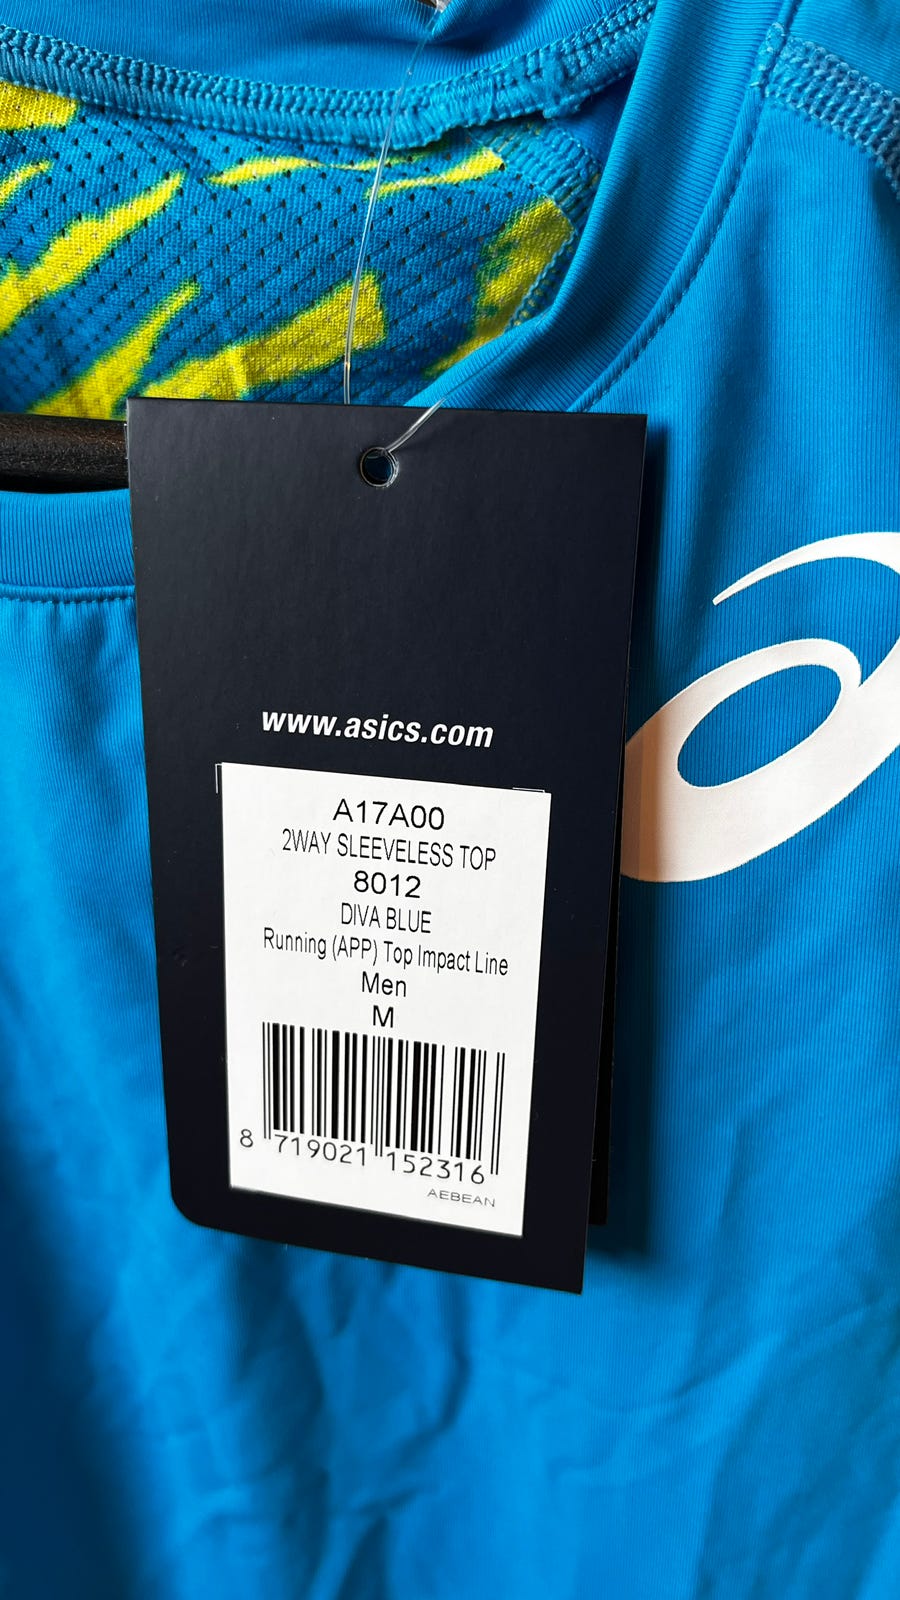 www.asics.com
A17A00
2WAY SLEEVELESS TOP
8012
DIVA BLUE
Running (APP) Top Impact Line
Men
M
8 719021 152316
AEBEAN